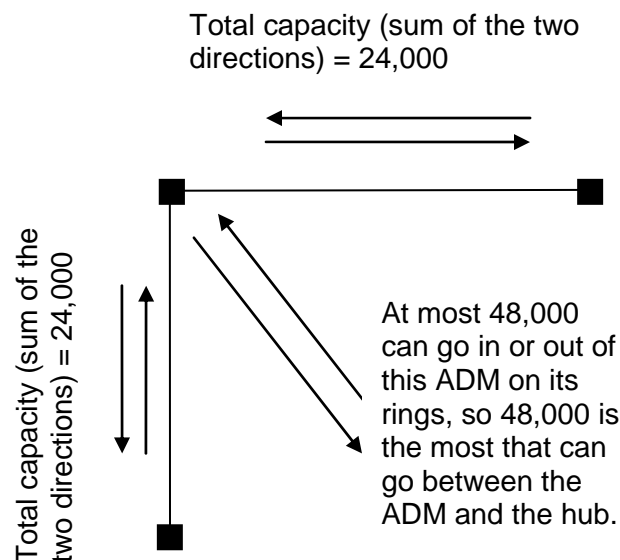 Total capacity (sum of the two
directions) = 24,000
Total capacity (sum of the
two directions) = 24,000
At most 48,000
can go in or out of
this ADM on its
rings, so 48,000 is
the most that can
go between the
ADM and the hub.